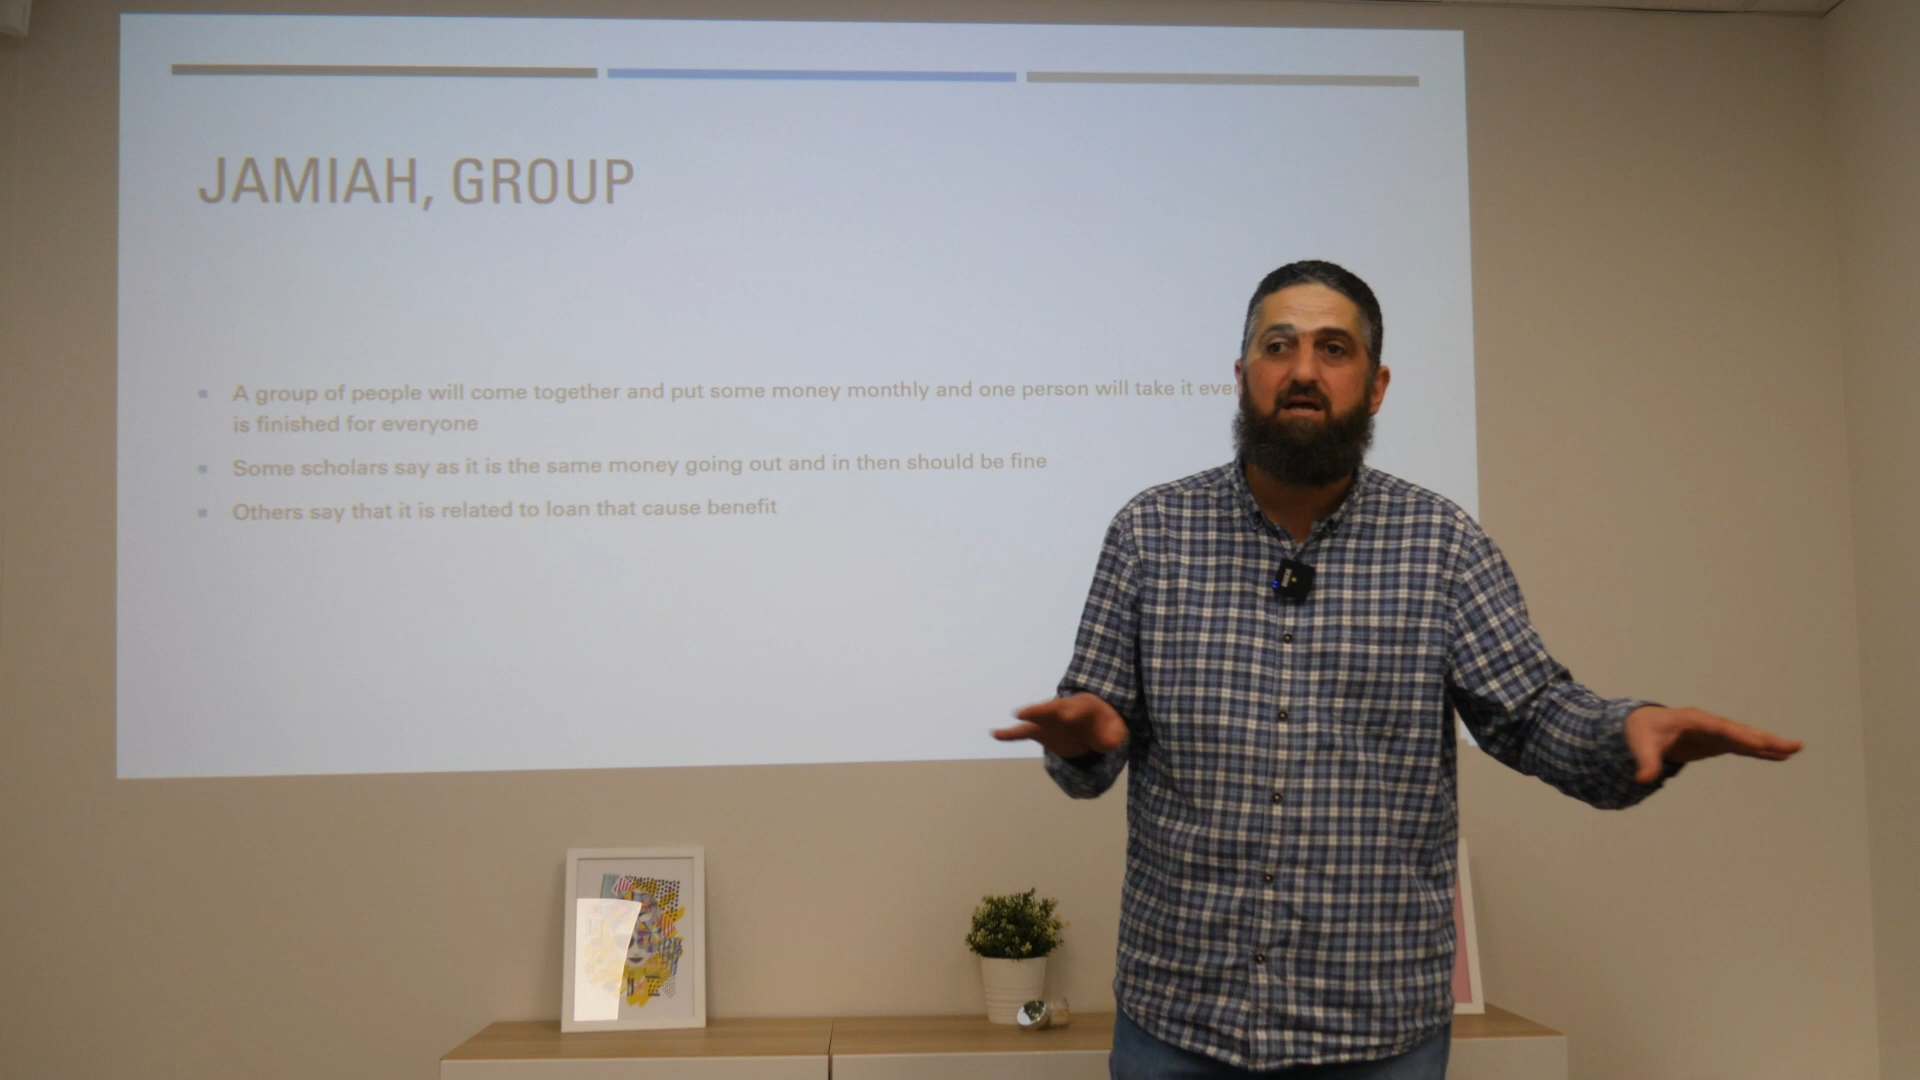 JAMIAH, GROUP
A group of people will come together and put some money monthly and one person will take it
is finished for everyone
Some scholars say as it is the same money going out and in then should be fine
Others say that it is related to loan that cause benefit